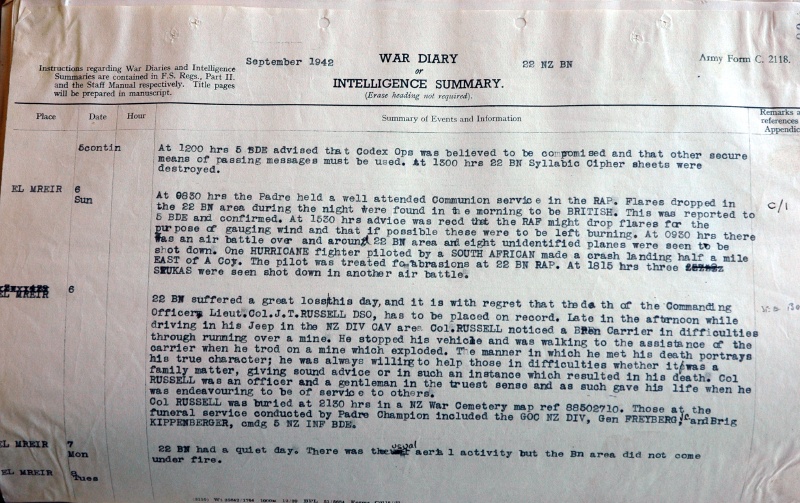 Instructions regarding War Diaries and Intelligence
Summaries are contained in F.S. Regs., Part II.
and the Staff Manual respectively. Title pages
will be prepared in manuscript.
September 1942
WAR DIARY
or
INTELLIGENCE SUMMARY.
(Erase heading not required).
22 NZ BN
Army Form C. 2118.
Place Date Hour Summary of Events and Information Remarks a
references
Appendic
5contin At 1200 hrs 5 BDE advised that Codex Ops was believed to be compomised and that other secure
means of passing messages must be used. At 1300 hrs 22 BN Syllabic Cipher sheets were
destroyed.
EL MREIR 6
Sun
At 0830 hrs the Padre held a well attended Communion service in the RAP. Flares dropped in
the 22 BN area during the night were found in the morning to be BRITISH. This was reported to
5 BDE and confirmed. At 1530 hrs advice was recd that the RAF might drop flares for the
purpose of gauging wind and that if possible these were to be left burning. At 0930 hrs there
was an air battle over and around 22 BN area and eight unidentified planes were seen to be
shot down. One HURRICANE fighter piloted by a SOUTH AFRICAN made a crash landing half a mile
EAST of A Coy. The pilot was treated fo abrasions at 22 BN RAP. At 1815 hrs three
STUKAS were seen shot down in another air battle.
C/1
EL MREIR 6
22 BN suffered a great loss this day, and it is with regret that the death of the Commanding
Officer, Lieut.Col.J.T.RUSSELL DSO, has to be placed on record. Late in the afternoon while
driving in his Jeep in the NZ DIV CAV area Col.RUSSELL noticed a Bren Carrier in difficulties
through running over a mine. He stopped his vehicle and was walking to the assistance of the
carrier when he trod on a mine which exploded. The manner in which he met his death portrays
his true character; he was always willing to help those in difficulties whether it was a
family matter, giving sound advice or in such an instance which resulted in his death. Col
RUSSELL was an officer and a gentleman in the truest sense and as such gave his life when he
was endeavouring to be of service to others.
Col RUSSELL was buried at 2130 hrs in a NZ War Cemetery map ref 88502710. Those at the
funeral service conducted by Padre Champion included the GOC NZ DIV, Gen FREYBERG, and Brig
KIPPENBERGER, cmdg 5 NZ INF BDE.
EL MREIR 7
Mon
22 BN had a quiet day. There was the usual aerial activity but the Bn area did not come
under fire.
EL MREIR 8
Tues